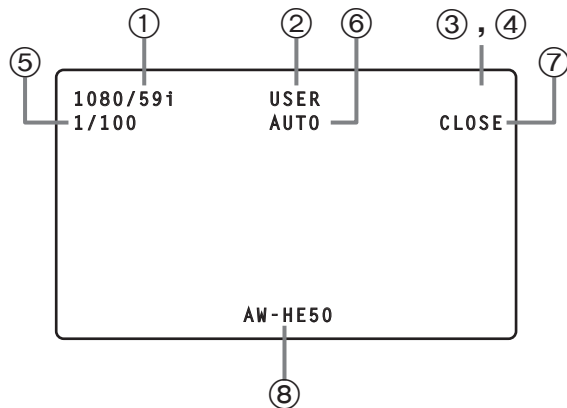 ① ② ⑥ ③ , ④
⑤ ⑦
1080/59i USER
1/100 AUTO CLOSE
AW-HE50
⑧